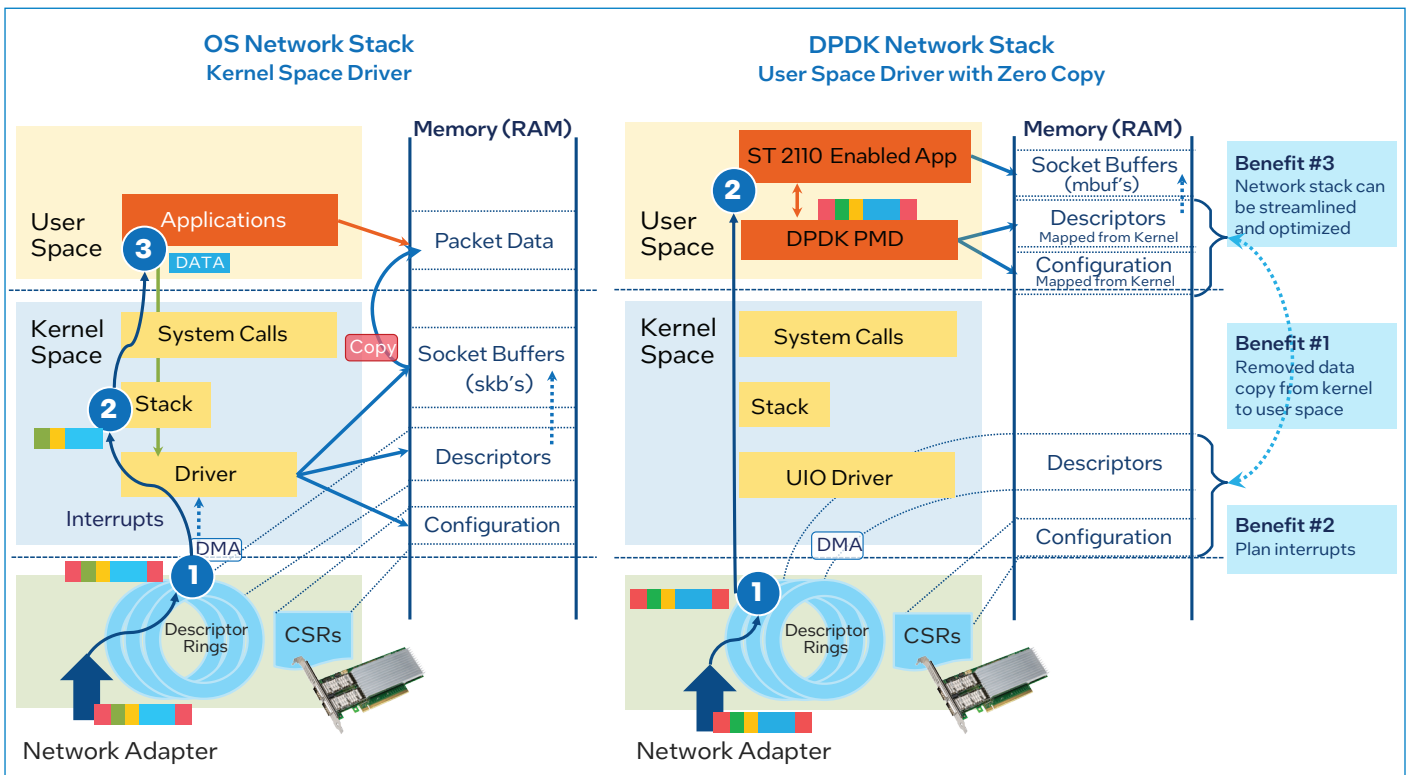 OS Network Stack
Kernel Space Driver
Memory (RAM)
User
Space
Applications
3
DATA
Packet Data
Kernel
Space
System Calls
Copy
Socket Buffers
(skb's)
2
Stack
Driver
Descriptors
Interrupts
Configuration
DMA
1
Descriptor
Rings
CSRs
Network Adapter
DPDK Network Stack
User Space Driver with Zero Copy
Memory (RAM)
ST 2110 Enabled App
2
User
Space
DPDK PMD
Socket Buffers
(mbuf's)
Descriptors
Mapped from Kernel
Configuration
Mapped from Kernel
Kernel
Space
System Calls
Stack
UIO Driver
Descriptors
Configuration
DMA
1
Descriptor
Rings
CSRs
Network Adapter
Benefit #3
Network stack can
be streamlined
and optimized
Benefit #1
Removed data
copy from kernel
to user space
Benefit #2
Plan interrupts